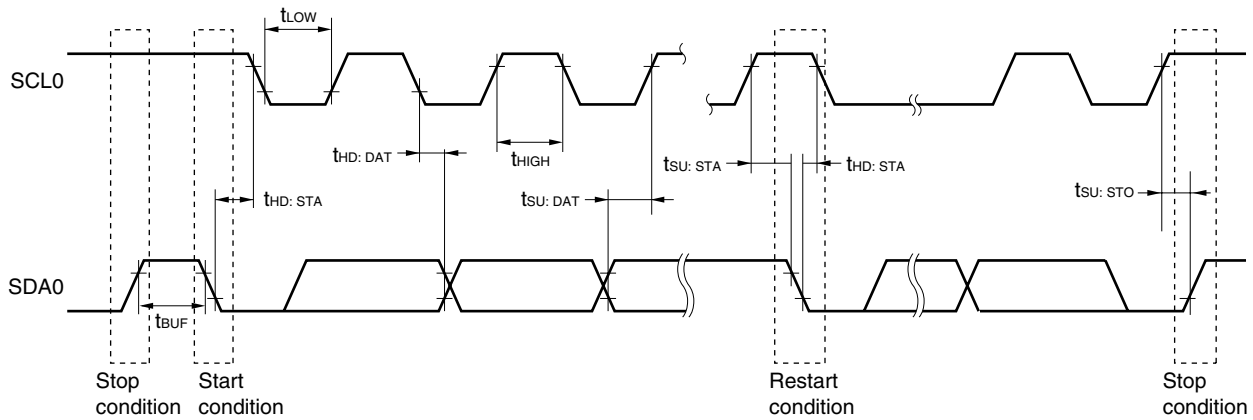 tLOW
SCL0
tHD: DAT
tHIGH
tSU: STA
tHD: STA
tHD: STA
tSU: DAT
tSU: STO
SDA0
tBUF
Stop
condition
Start
condition
Restart
condition
Stop
condition